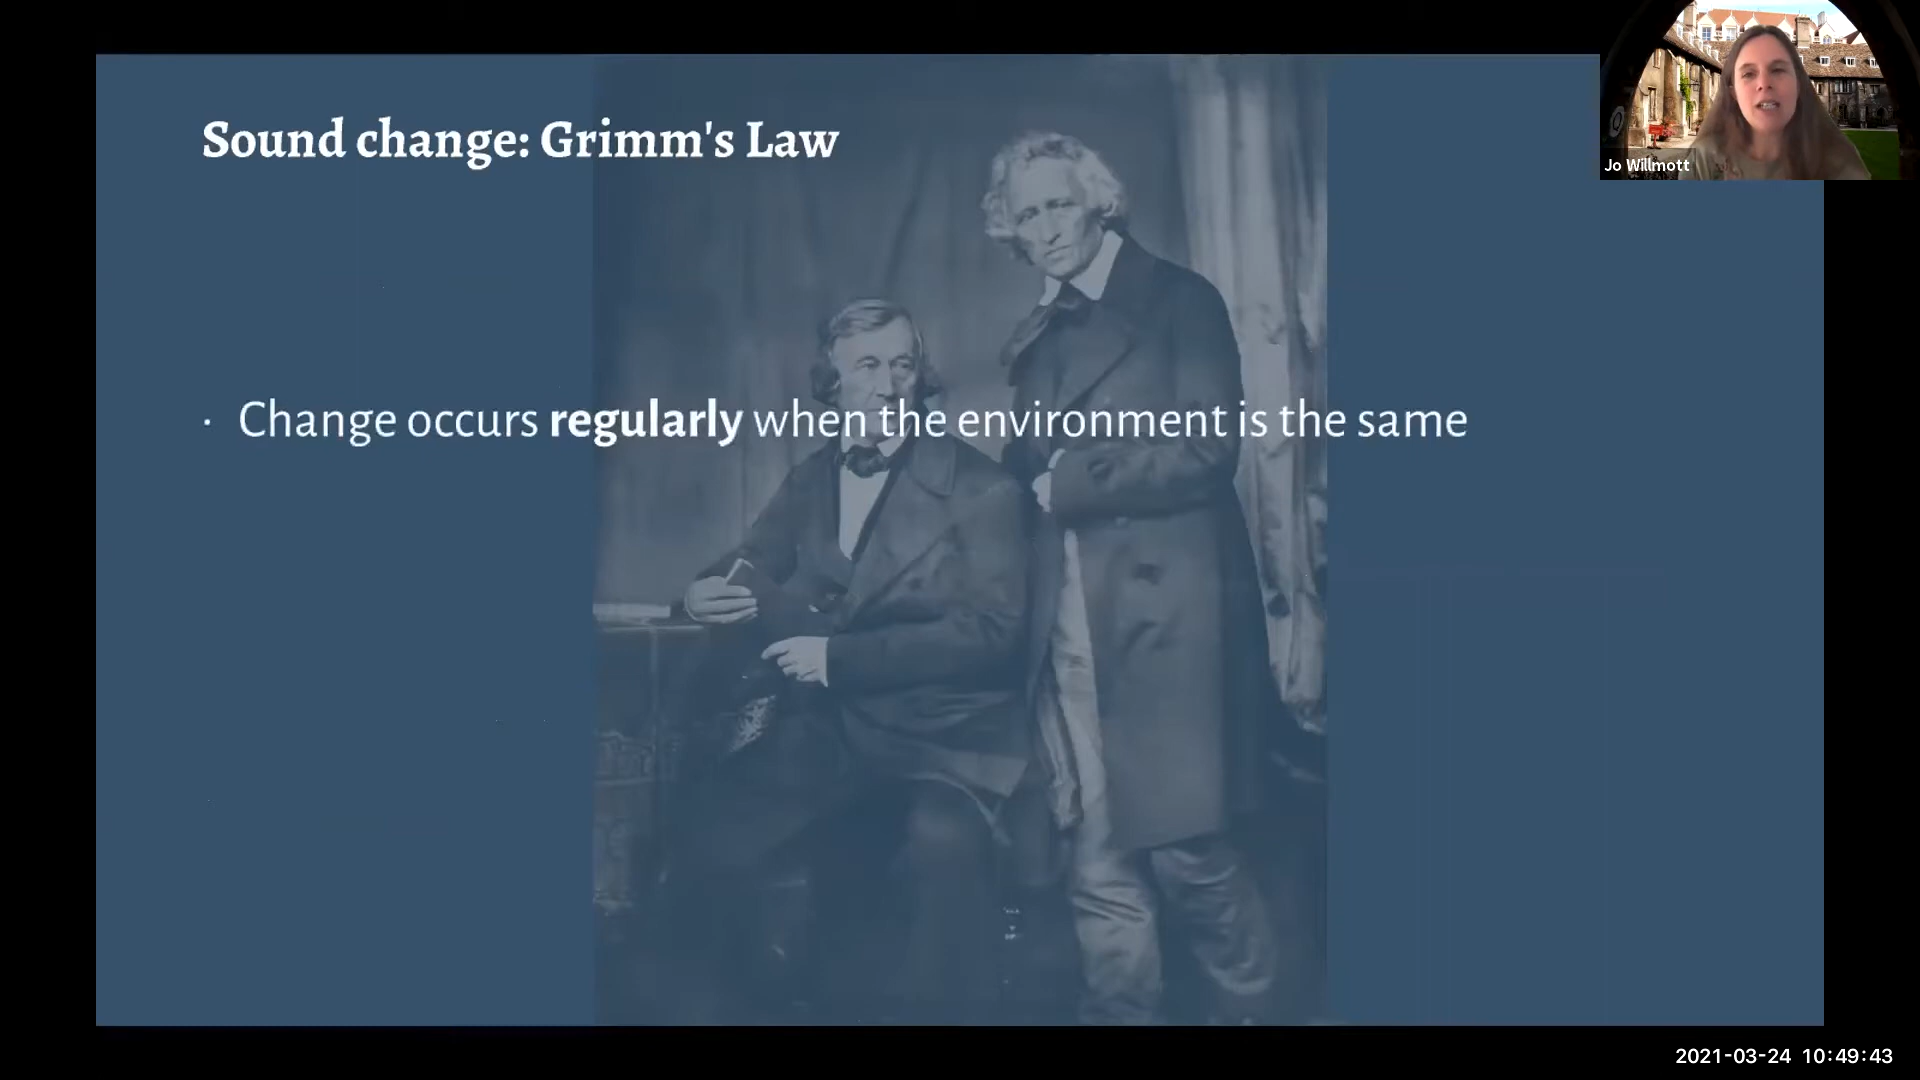 Sound change: Grimm's Law
Jo Willmott
· Change occurs regularly when the environment is the same
2021-03-24 10:49:43